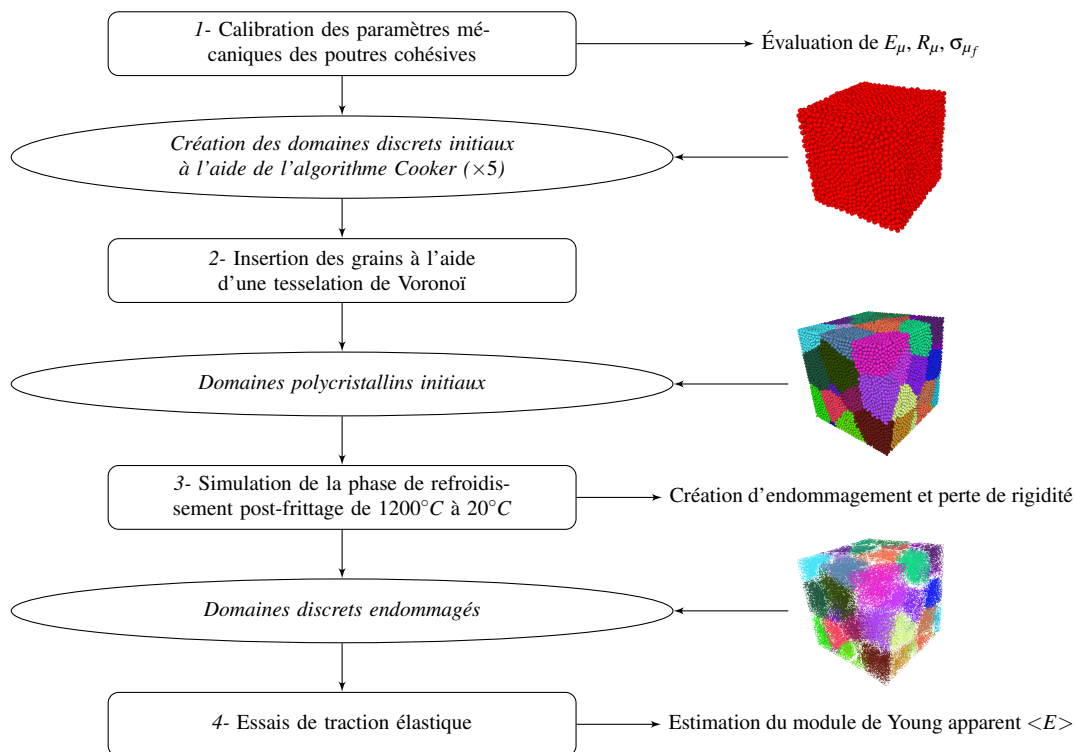 1- Calibration des paramètres mé-
caniques des poutres cohésives
Évaluation de Eμ, Rμ, σμf
Création des domaines discrets initiaux
à l'aide de l'algorithme Cooker (×5)
2- Insertion des grains à l'aide
d'une tesselation de Voronoï
Domaines polycristallins initiaux
3- Simulation de la phase de refroidis-
sement post-frittage de 1200°C à 20°C
Création d'endommagement et perte de rigidité
Domaines discrets endommagés
4- Essais de traction élastique
Estimation du module de Young apparent <E>